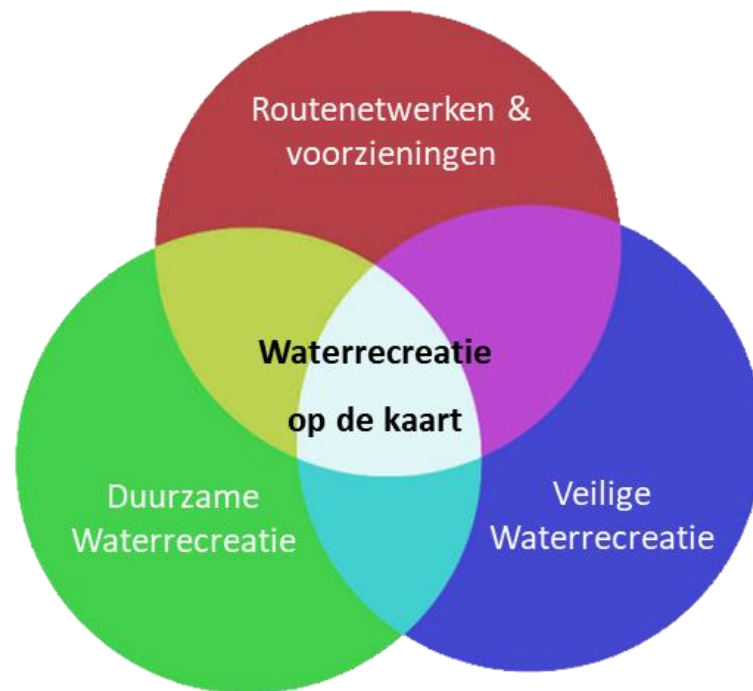 Routenetwerken &
voorzieningen
Waterrecreatie
op de kaart
Duurzame
Waterrecreatie
Veilige
Waterrecreatie